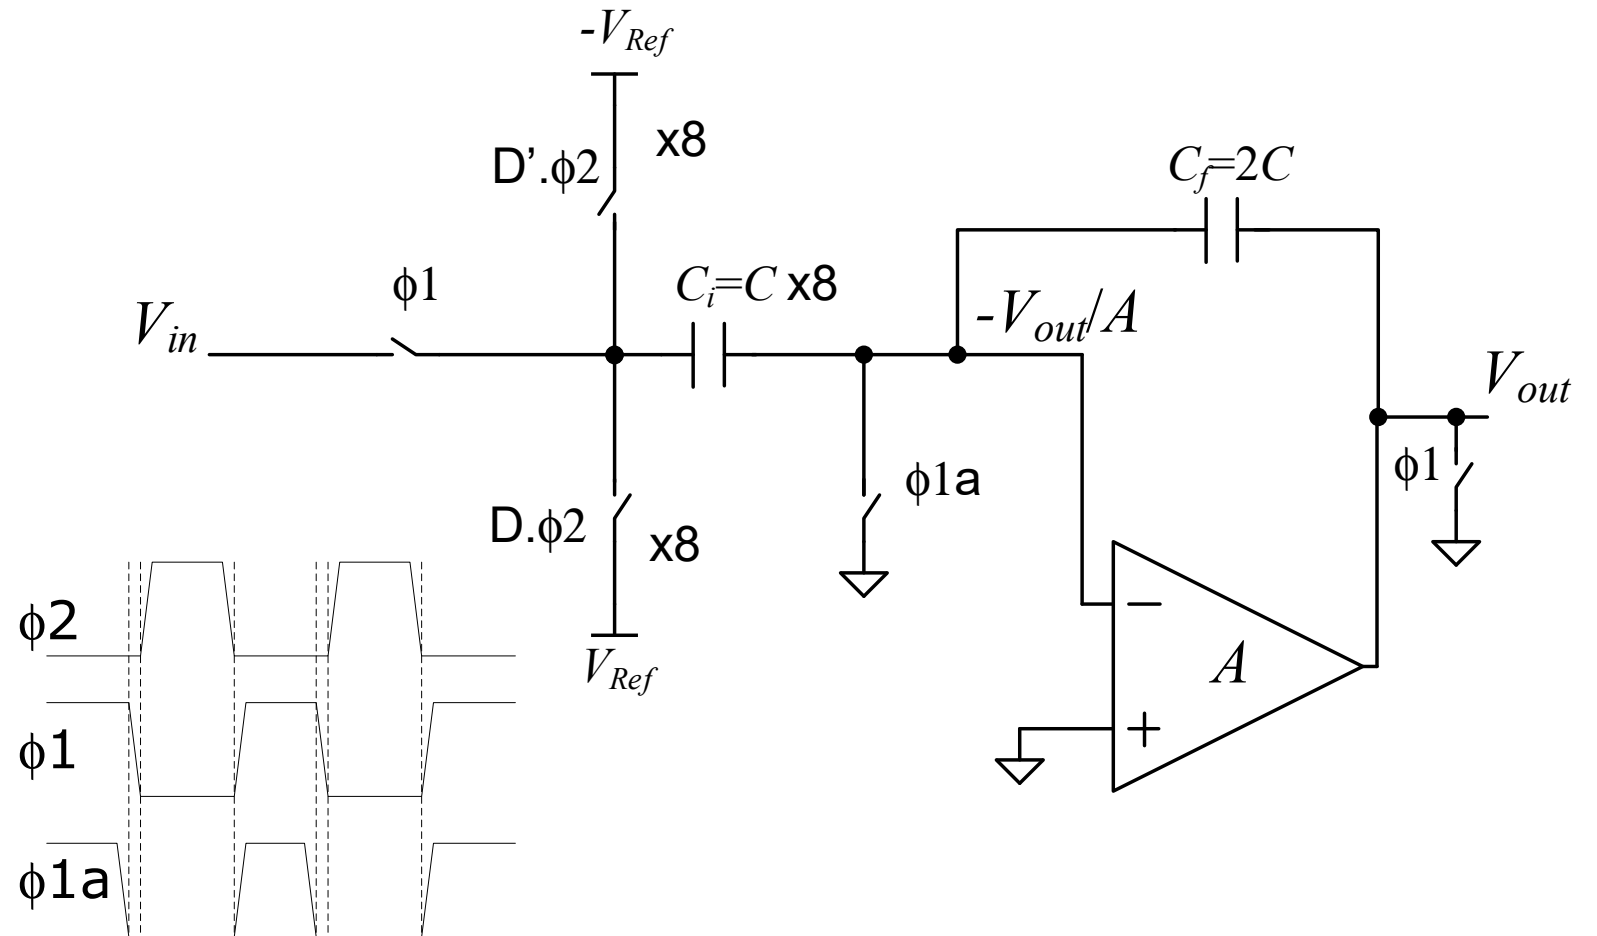 -V_Ref
x8
D’.ϕ2
C_f=2C
ϕ1
C_i=C x8
-V_out/A
V_in
V_out
ϕ1
ϕ1a
D.ϕ2
x8
−
A
+
V_Ref
ϕ2
ϕ1
ϕ1a